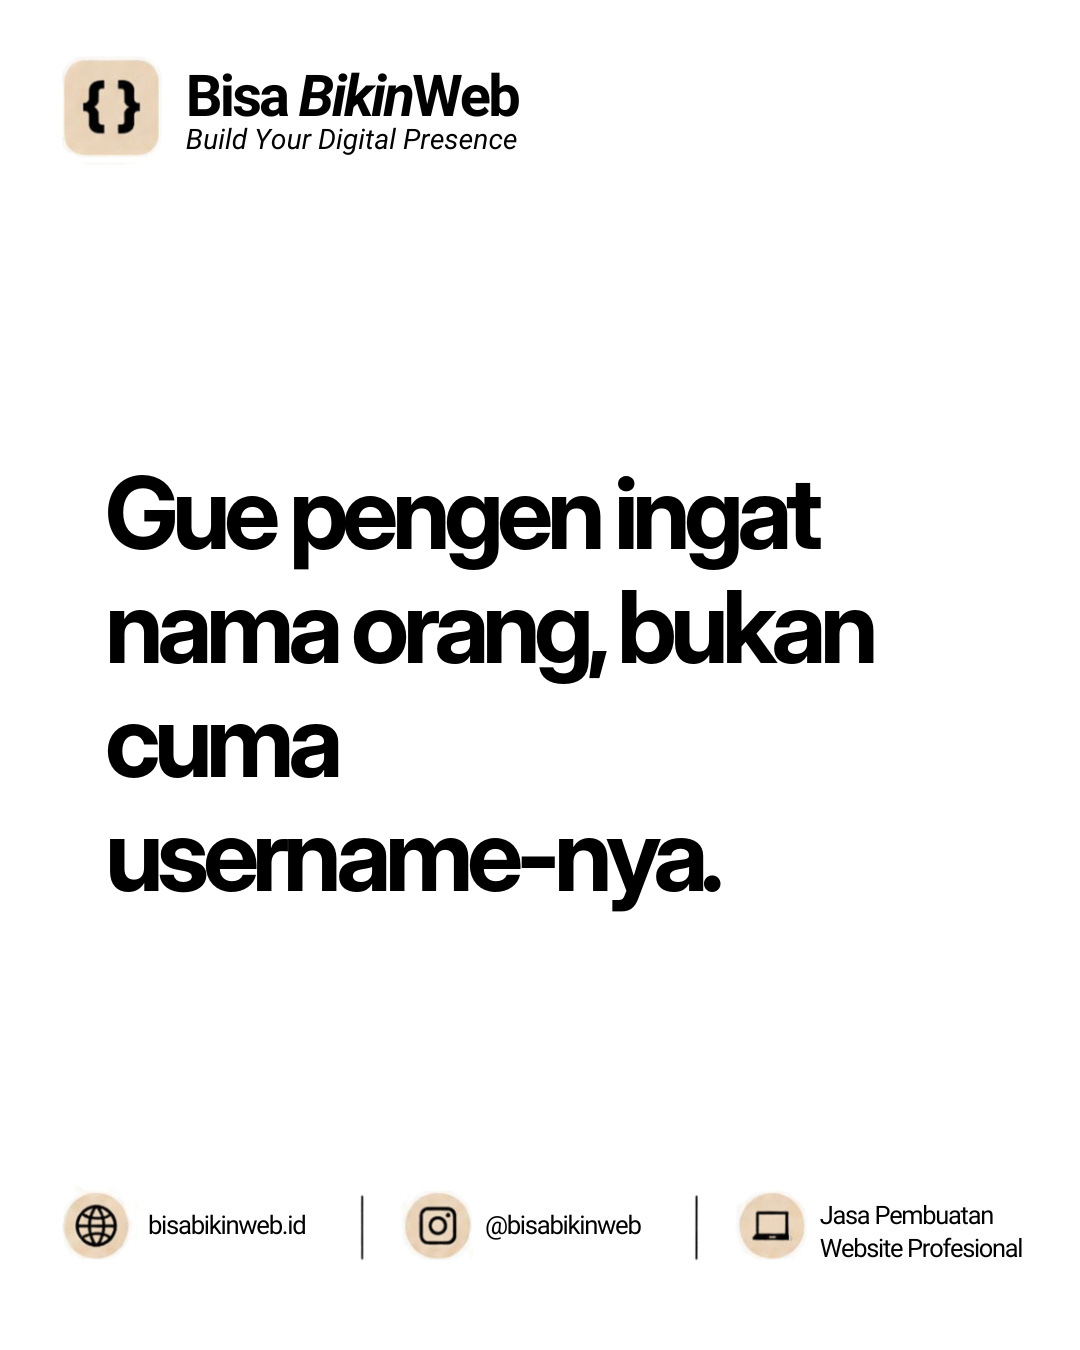 { }
Bisa BikinWeb
Build Your Digital Presence
Gue pengen ingat
nama orang, bukan
cuma
username-nya.
bisabikinweb.id
@bisabikinweb
Jasa Pembuatan
Website Profesional